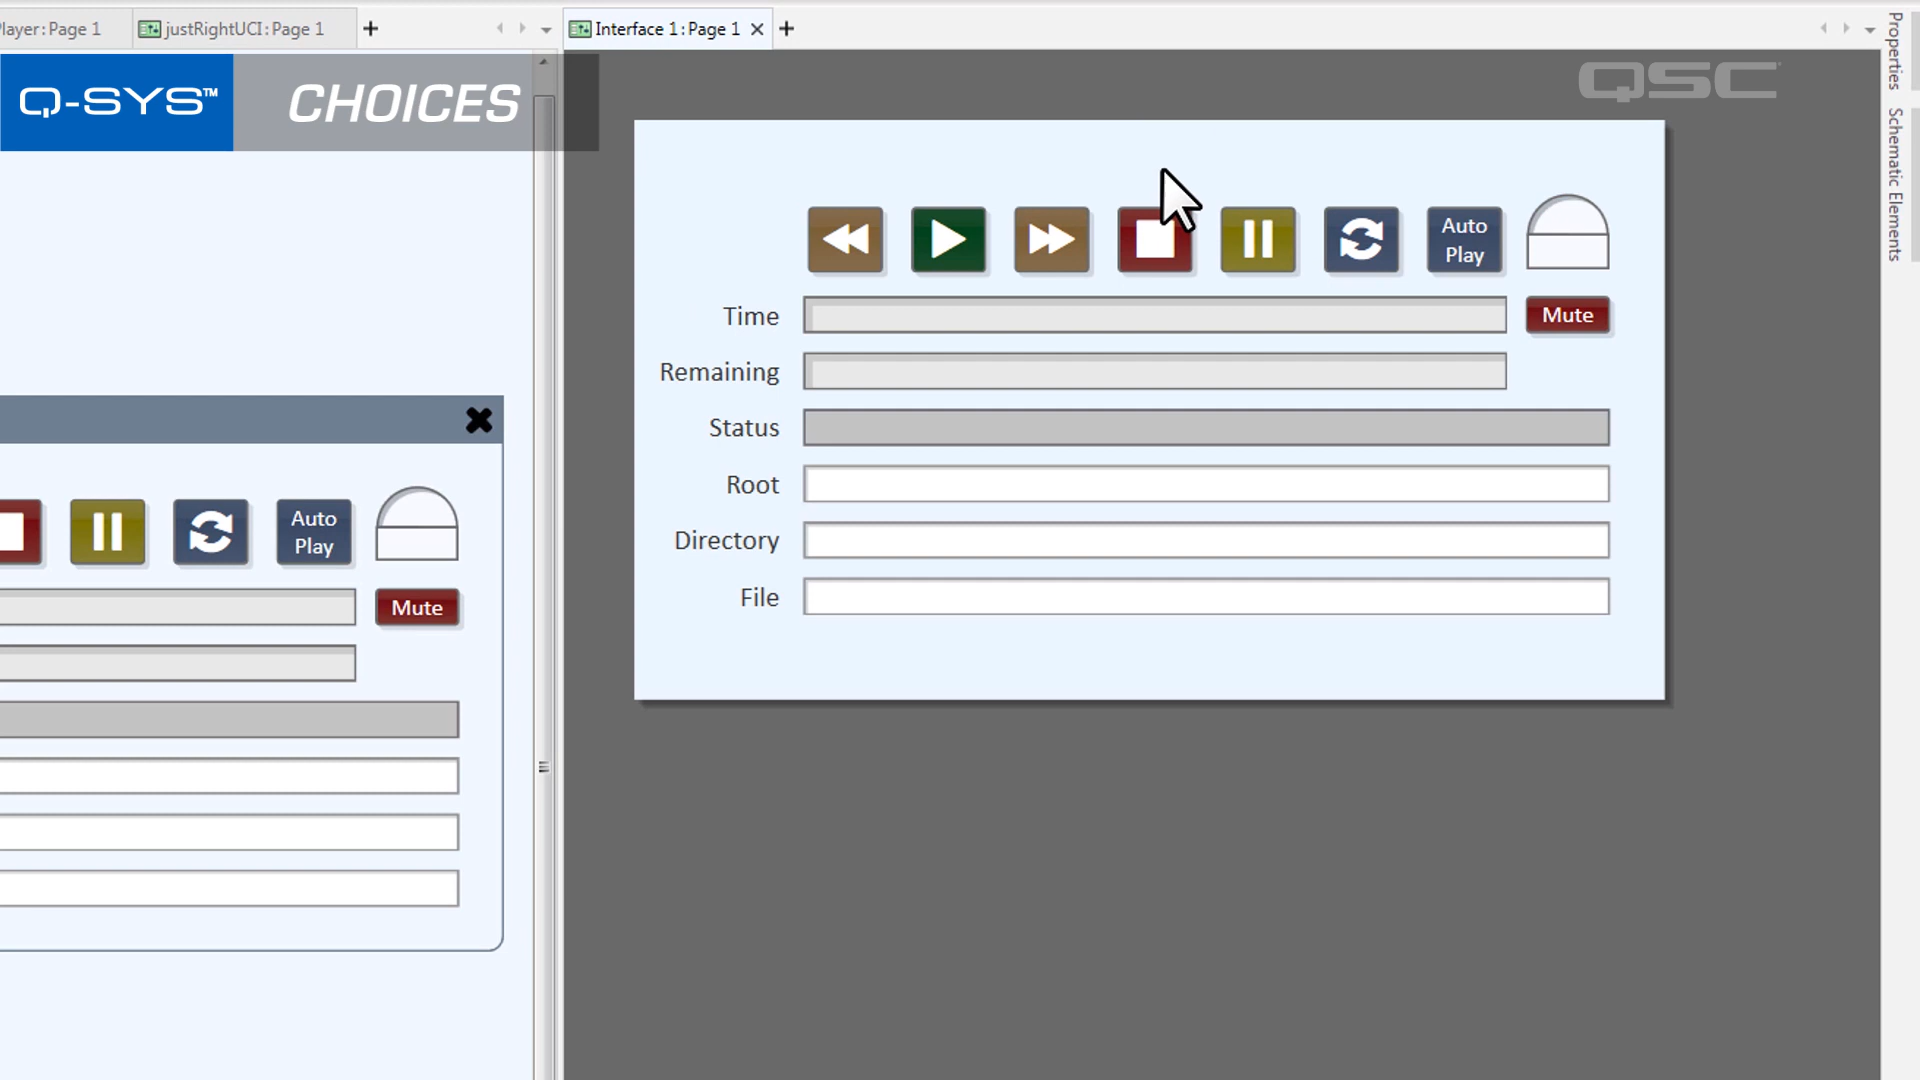 layer: Page 1
justRightUCI: Page 1
Interface 1: Page 1
Properties
Schematic Elements
Q-SYS™
CHOICES
QSC
Auto
Play
Time
Mute
Remaining
Status
Root
Directory
File
Auto
Play
Mute